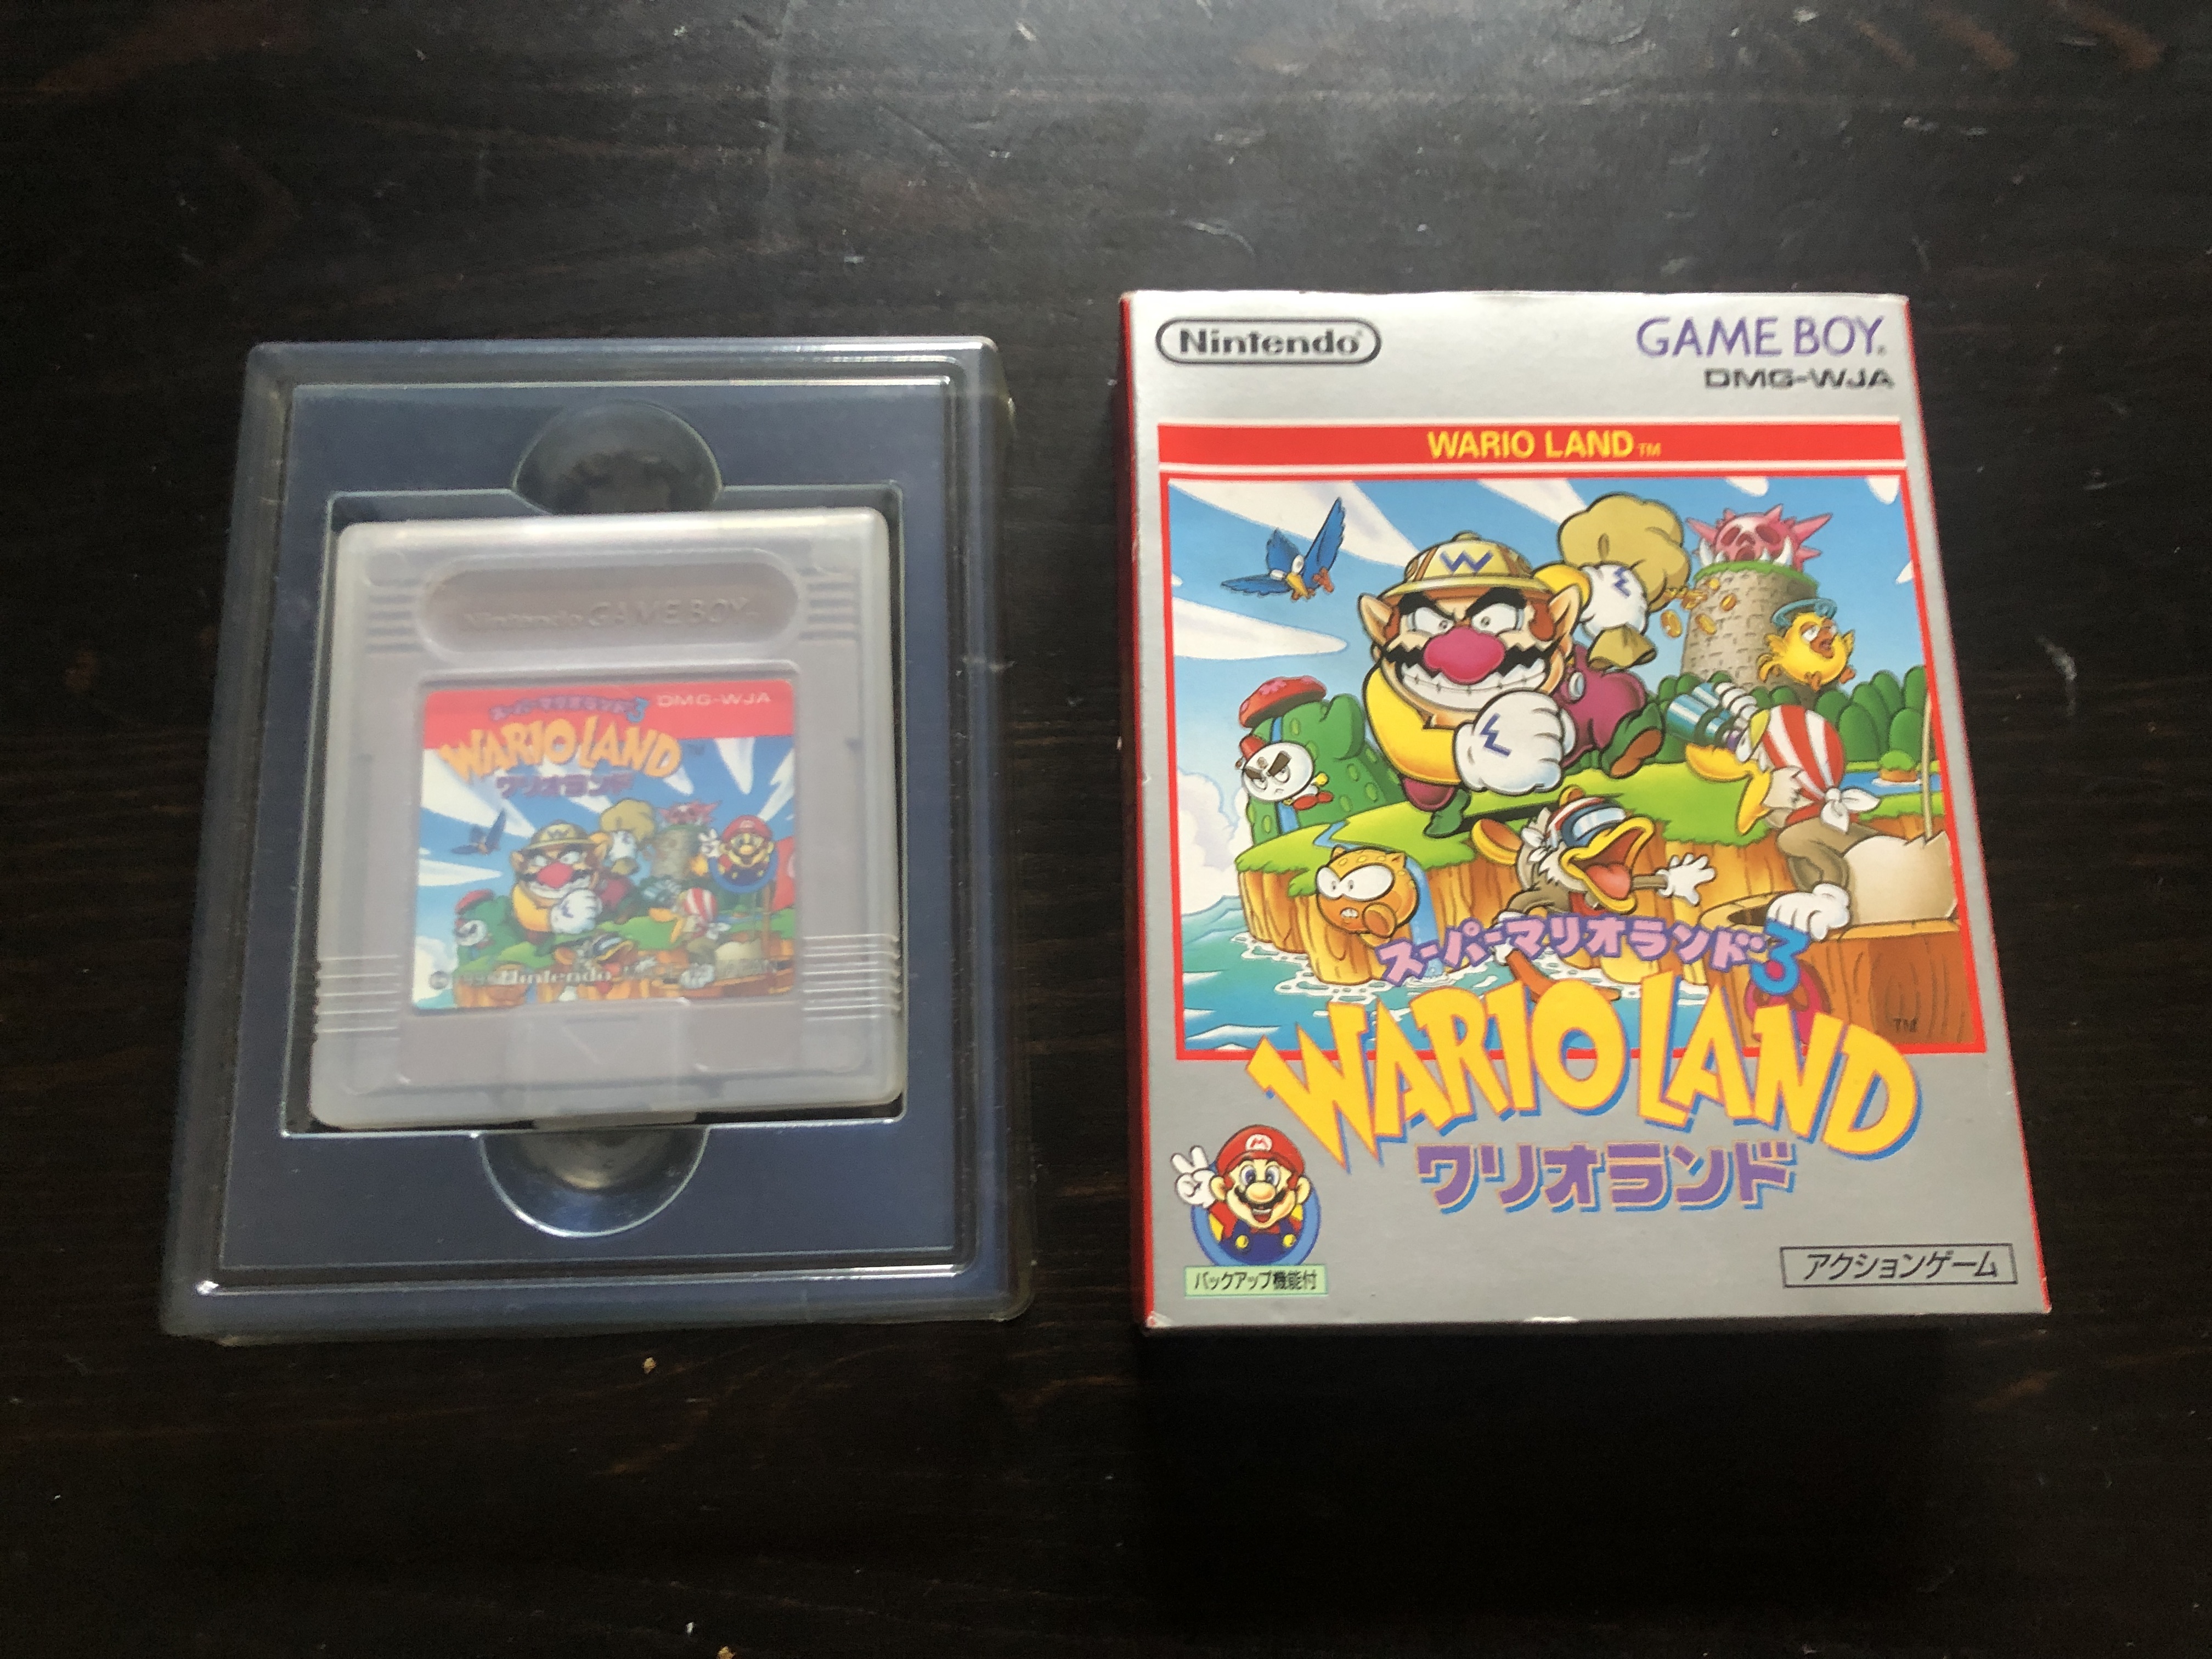 Nintendo GAME BOY
スーパーマリオランド3
DMG-WJA
WARIO LAND™
ワリオランド
Nintendo
Nintendo®
GAME BOY®
DMG-WJA
WARIO LAND™
W
スーパーマリオランド3
WARIO LAND
TM
ワリオランド
M
バックアップ機能付
アクションゲーム